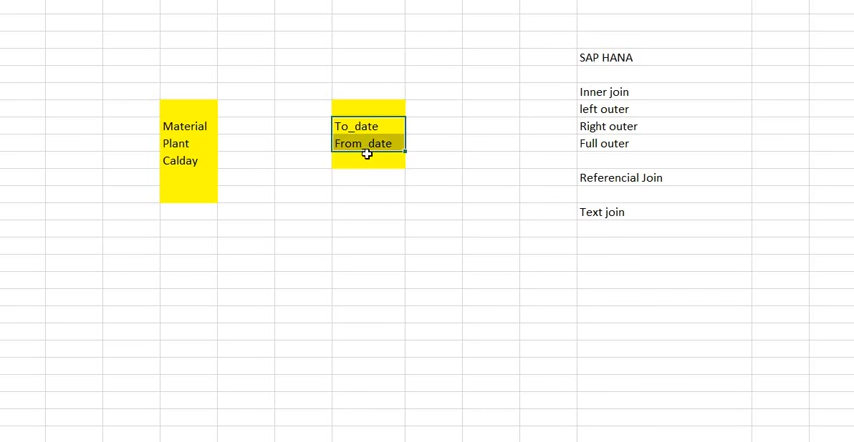 Material
Plant
Calday
To_date
From_date
SAP HANA
Inner join
left outer
Right outer
Full outer
Referencial Join
Text join